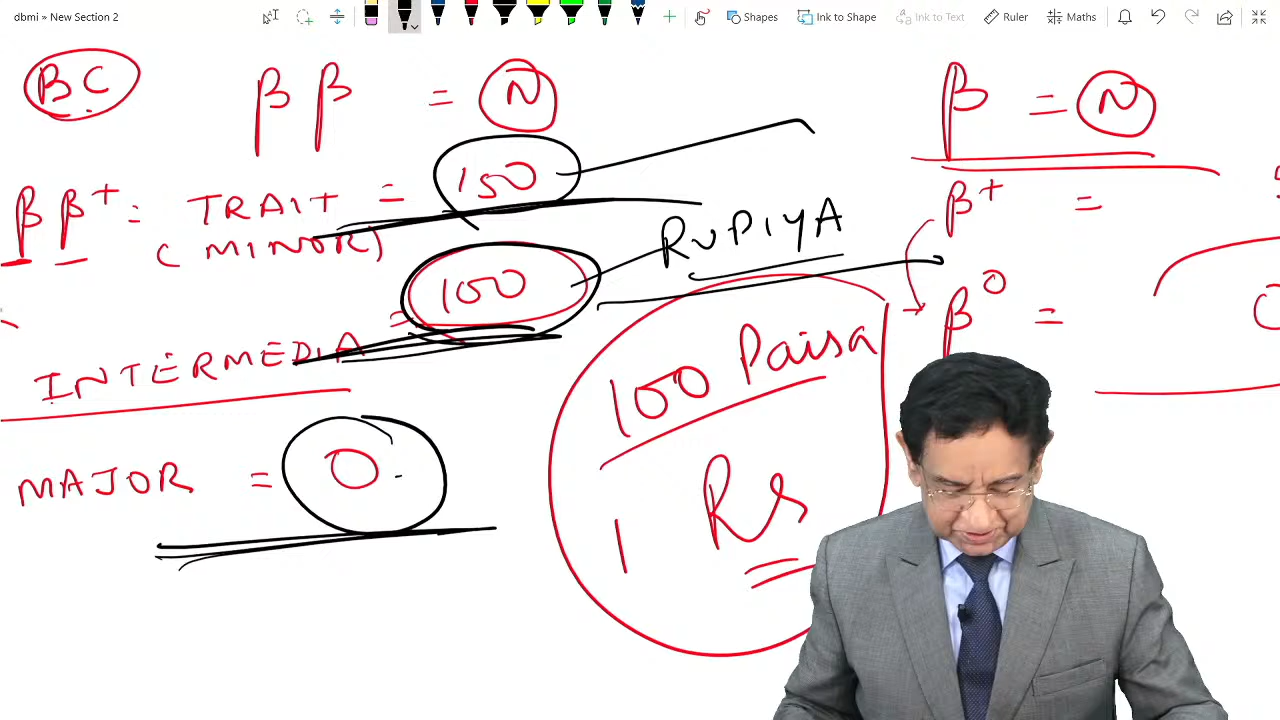 dbmi » New Section 2
Shapes Ink to Shape Ink to Text Ruler Maths
BC ββ = N
β = N
ββ+ = TRAIT = 150
(MINOR)
β+ =
RUPIYA
= 100
β0 =
INTERMEDIA
100 Paisa
MAJOR = 0
1 Rs